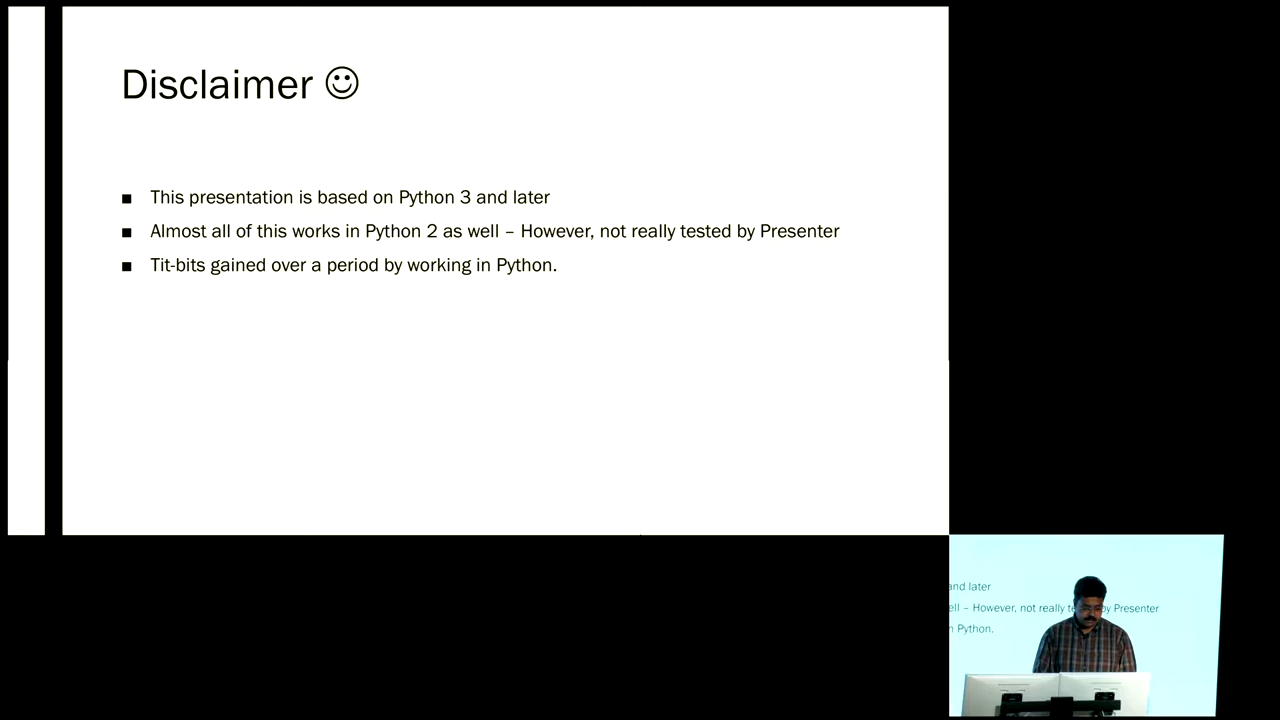 Disclaimer ☺
■ This presentation is based on Python 3 and later
■ Almost all of this works in Python 2 as well – However, not really tested by Presenter
■ Tit-bits gained over a period by working in Python.
and later
ell – However, not really te by Presenter
n Python.